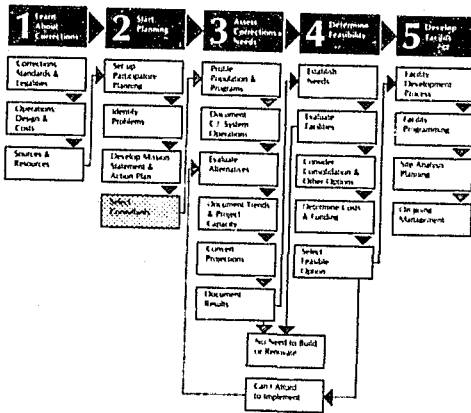 1 Learn
About
Corrections
2 Start
Planning
3 Assess
Corrections
Needs
4 Determine
Feasibility
5 Develop
Corrections
Standards &
Legalities
Operations
Design &
Costs
Sources &
Resources
Set up
Participatory
Planning
Identify
Problems
Develop Mission
Statement &
Action Plan
Select
Consultants
Profile
Population &
Programs
Document
System
Operations
Evaluate
Alternatives
Document Trends
& Project
Capacity
Convert
Projections
Document
Results
Establish
Needs
Evaluate
Facilities
Consider
Consolidation &
Other Options
Determine Costs
& Funding
Select
Feasible
Option
Facility
Development
Process
Facility
Programming
Site Analysis
Planning
On-going
Management
No Need to Build
or Renovate
Can't Afford
to Implement